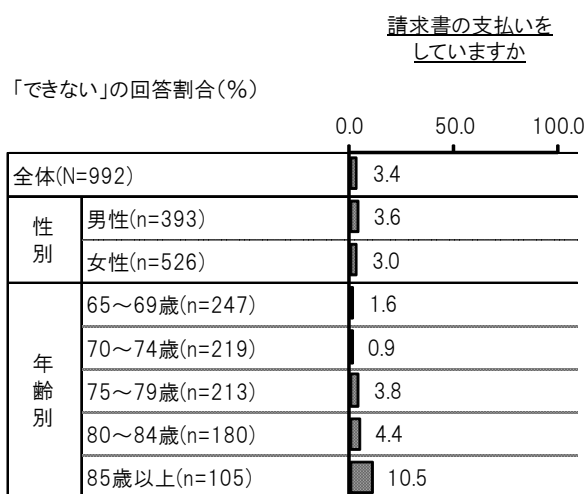 請求書の支払いを
していますか
「できない」の回答割合(%)
0.0 50.0 100.0
全体(N=992) 3.4
性別
男性(n=393) 3.6
女性(n=526) 3.0
年齢別
65～69歳(n=247) 1.6
70～74歳(n=219) 0.9
75～79歳(n=213) 3.8
80～84歳(n=180) 4.4
85歳以上(n=105) 10.5